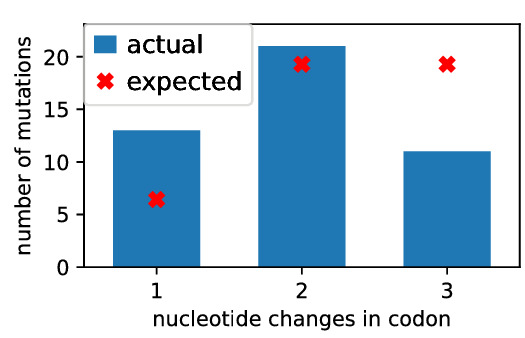 actual
expected
number of mutations
20
15
10
5
0
1 2 3
nucleotide changes in codon